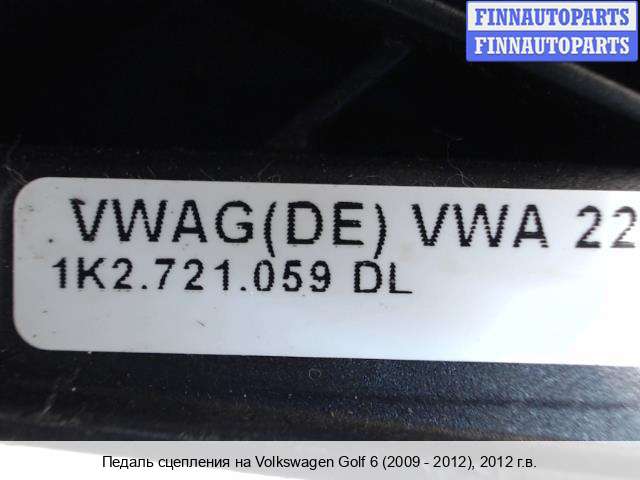 FINNAUTOPARTS
FINNAUTOPARTS
VWAG(DE) VWA 22
1K2.721.059 DL
Педаль сцепления на Volkswagen Golf 6 (2009 - 2012), 2012 г.в.